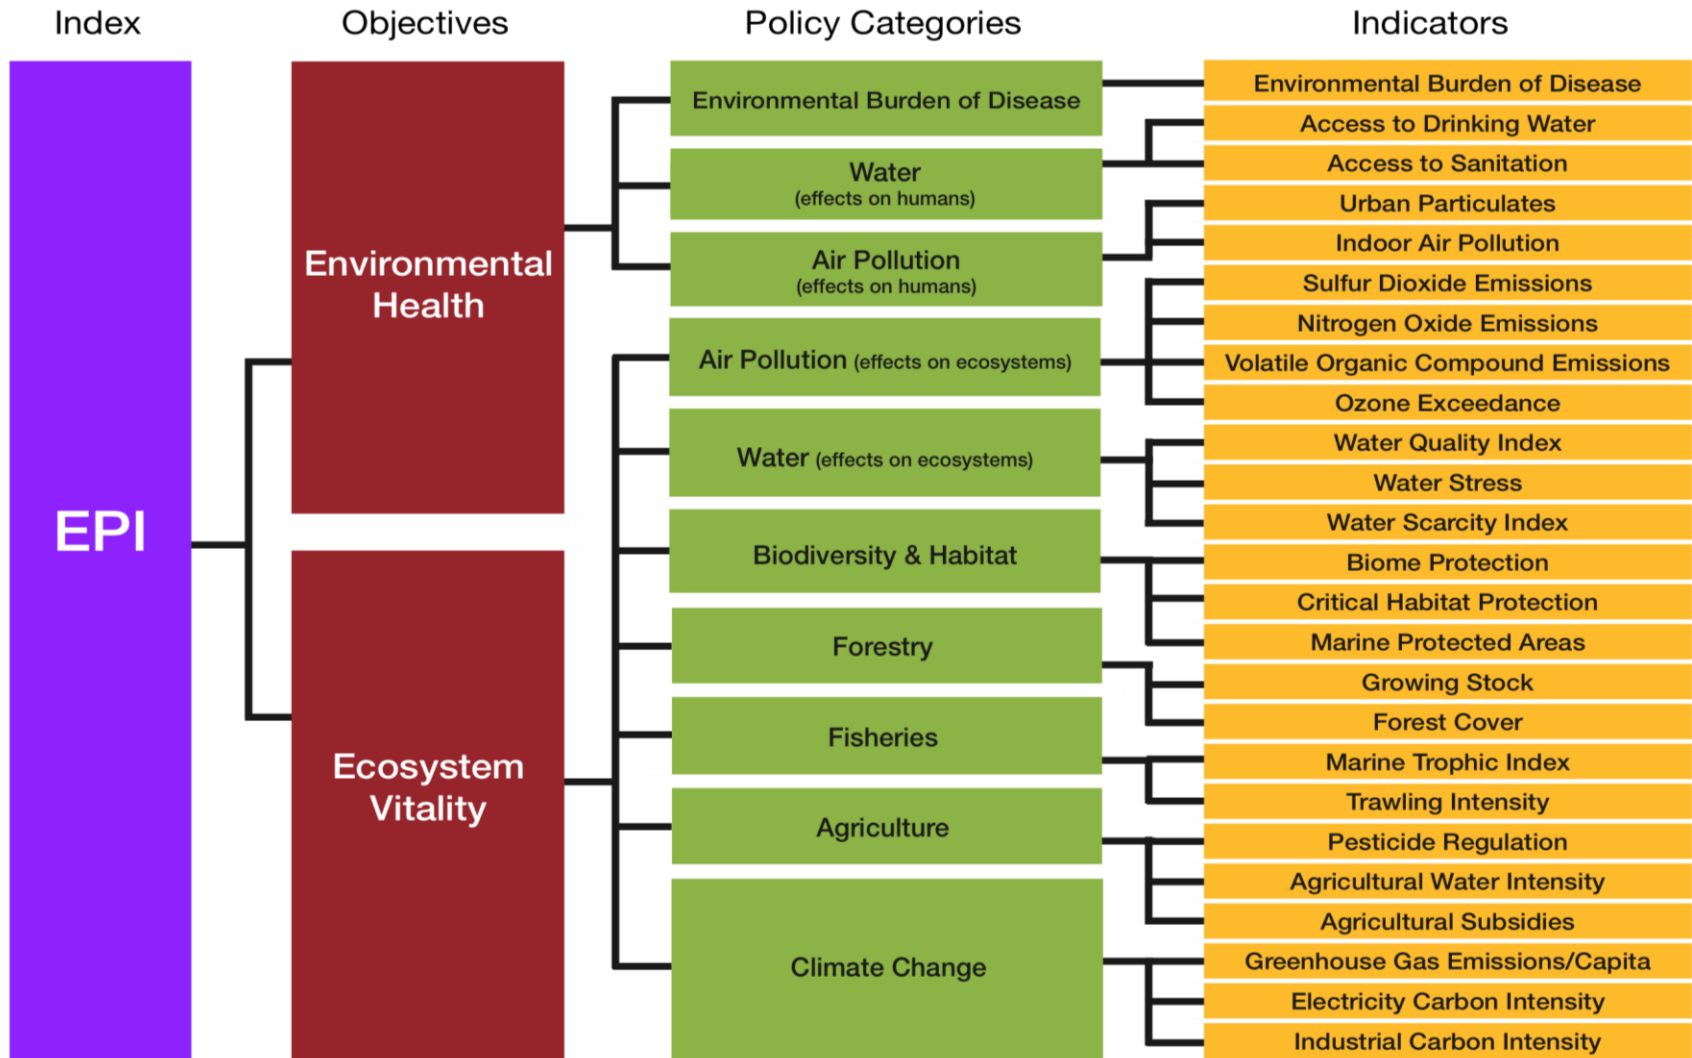 Index
Objectives
Policy Categories
Indicators
EPI
Environmental
Health
Ecosystem
Vitality
Environmental Burden of Disease
Water
(effects on humans)
Air Pollution
(effects on humans)
Air Pollution (effects on ecosystems)
Water (effects on ecosystems)
Biodiversity & Habitat
Forestry
Fisheries
Agriculture
Climate Change
Environmental Burden of Disease
Access to Drinking Water
Access to Sanitation
Urban Particulates
Indoor Air Pollution
Sulfur Dioxide Emissions
Nitrogen Oxide Emissions
Volatile Organic Compound Emissions
Ozone Exceedance
Water Quality Index
Water Stress
Water Scarcity Index
Biome Protection
Critical Habitat Protection
Marine Protected Areas
Growing Stock
Forest Cover
Marine Trophic Index
Trawling Intensity
Pesticide Regulation
Agricultural Water Intensity
Agricultural Subsidies
Greenhouse Gas Emissions/Capita
Electricity Carbon Intensity
Industrial Carbon Intensity